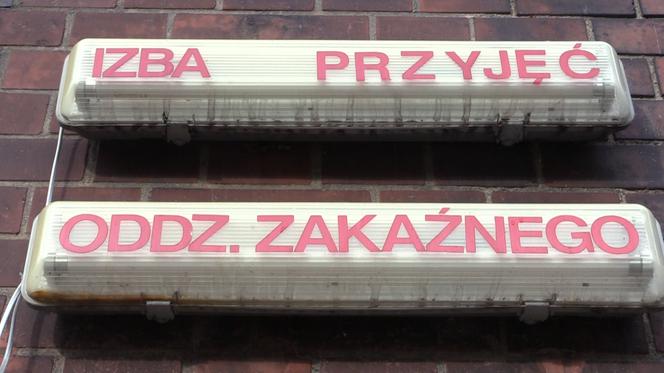 IZBA PRZYJĘĆ
ODDZ. ZAKAŹNEGO